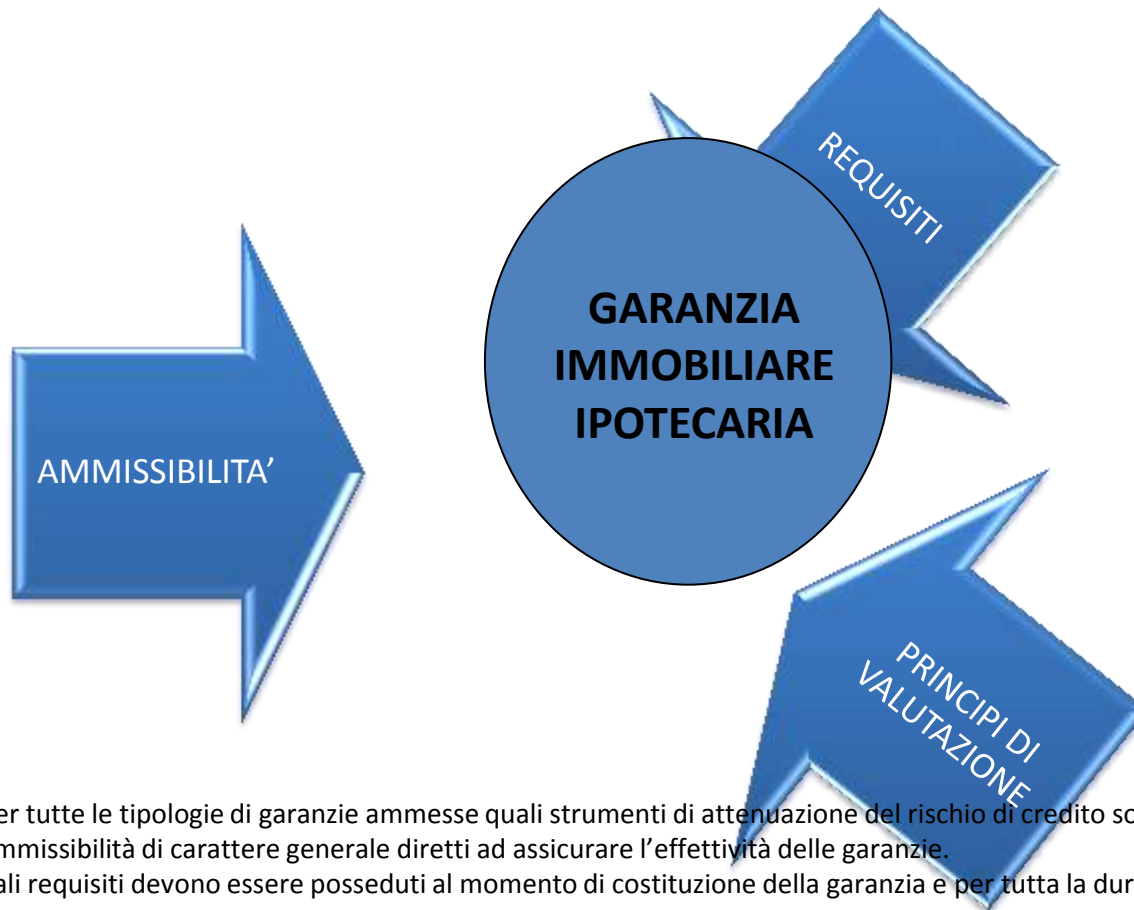 REQUISITI
GARANZIA
IMMOBILIARE
IPOTECARIA
AMMISSIBILITA’
PRINCIPI DI
VALUTAZIONE
er tutte le tipologie di garanzie ammesse quali strumenti di attenuazione del rischio di credito so
mmissibilità di carattere generale diretti ad assicurare l’effettività delle garanzie.
ali requisiti devono essere posseduti al momento di costituzione della garanzia e per tutta la dur